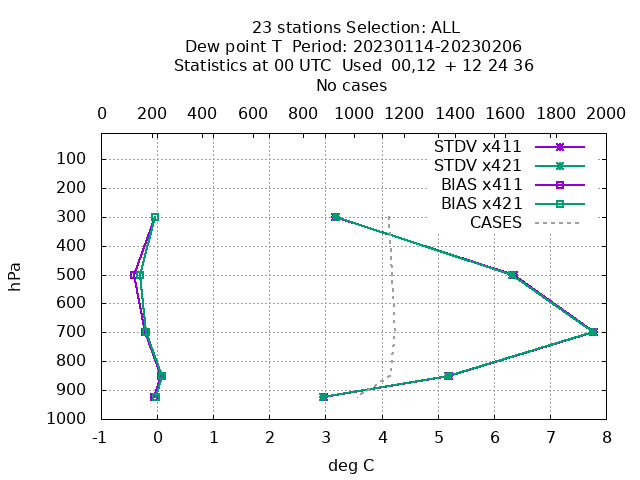 23 stations Selection: ALL
Dew point T  Period: 20230114-20230206
Statistics at 00 UTC  Used  00,12  + 12 24 36
No cases
0 200 400 600 800 1000 1200 1400 1600 1800 2000
STDV x411
STDV x421
BIAS x411
BIAS x421
CASES
100
200
300
400
500
600
700
800
900
1000
hPa
-1 0 1 2 3 4 5 6 7 8
deg C